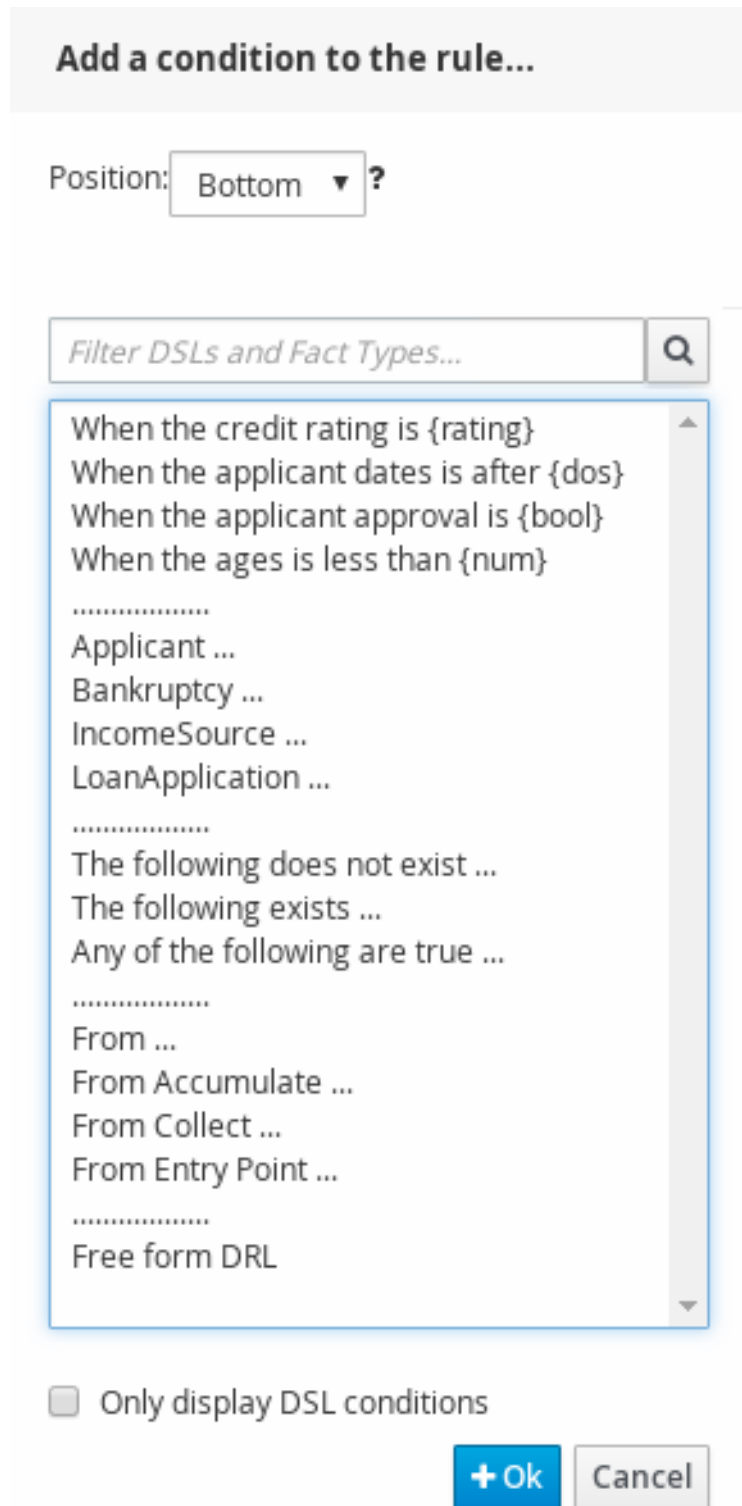 Add a condition to the rule...
Position: Bottom ▼ ?
Filter DSLs and Fact Types...
When the credit rating is {rating}
When the applicant dates is after {dos}
When the applicant approval is {bool}
When the ages is less than {num}
..................
Applicant ...
Bankruptcy ...
IncomeSource ...
LoanApplication ...
..................
The following does not exist ...
The following exists ...
Any of the following are true ...
..................
From ...
From Accumulate ...
From Collect ...
From Entry Point ...
..................
Free form DRL
Only display DSL conditions
+ Ok Cancel